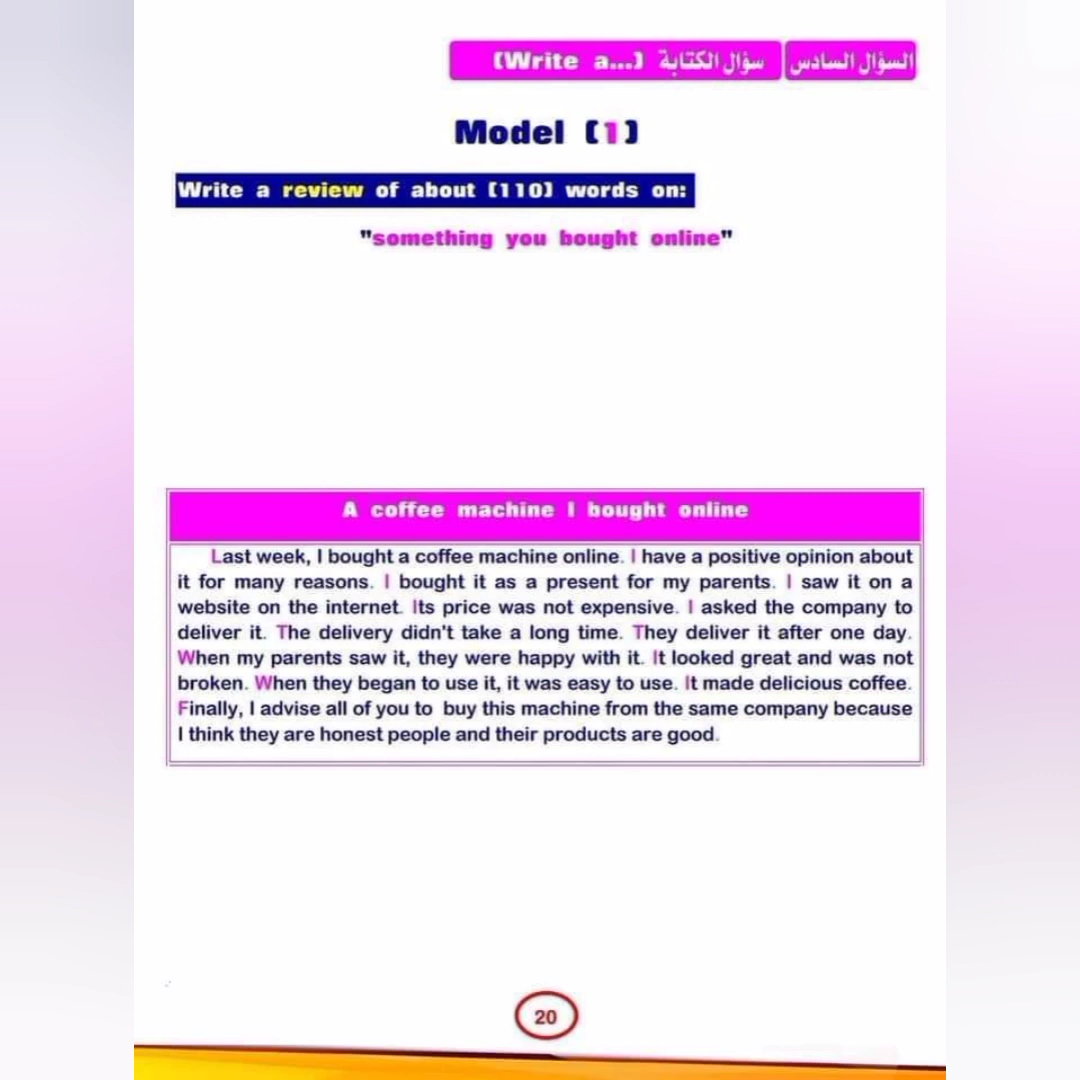 السؤال السادس سؤال الكتابة (Write a...)
Model (1)
Write a review of about (110) words on:
"something you bought online"
A coffee machine I bought online
Last week, I bought a coffee machine online. I have a positive opinion about
it for many reasons. I bought it as a present for my parents. I saw it on a
website on the internet. Its price was not expensive. I asked the company to
deliver it. The delivery didn't take a long time. They deliver it after one day.
When my parents saw it, they were happy with it. It looked great and was not
broken. When they began to use it, it was easy to use. It made delicious coffee.
Finally, I advise all of you to buy this machine from the same company because
I think they are honest people and their products are good.
20